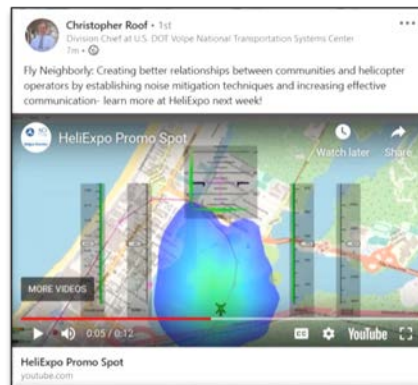 Christopher Roof • 1st
Division Chief at U.S. DOT Volpe National Transportation Systems Center
7m •
Fly Neighborly: Creating better relationships between communities and helicopter
operators by establishing noise mitigation techniques and increasing effective
communication- learn more at HeliExpo next week!
HeliExpo Promo Spot
Watch later
Share
MORE VIDEOS
0:05 / 0:12
CC
YouTube
HeliExpo Promo Spot
youtube.com